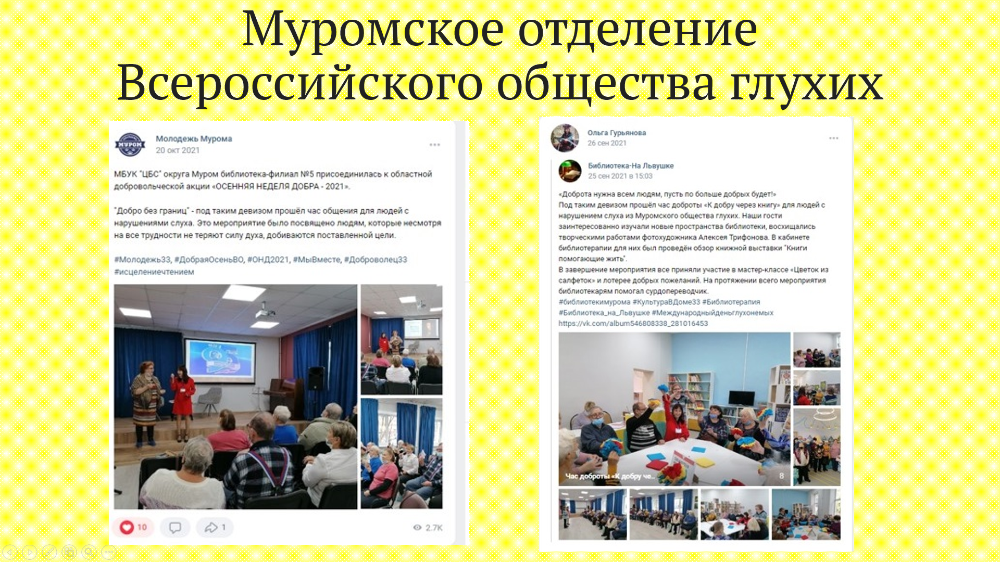 Муромское отделение
Всероссийского общества глухих
МУРОМ
Молодежь Мурома
20 окт 2021
МБУК "ЦБС" округа Муром библиотека-филиал №5 присоединилась к областной
добровольческой акции «ОСЕННЯЯ НЕДЕЛЯ ДОБРА - 2021».
"Добро без границ" - под таким девизом прошёл час общения для людей с
нарушениями слуха. Это мероприятие было посвящено людям, которые несмотря
на все трудности не теряют силу духа, добиваются поставленной цели.
#Молодежь33, #ДобраяОсеньВО, #ОНД2021, #МыВместе, #Доброволец33
#исцелениечтением
10
1
2.7K
Ольга Гурьянова
26 сен 2021
Библиотека-На Львушке
25 сен 2021 в 15:03
«Доброта нужна всем людям, пусть по больше добрых будет!»
Под таким девизом прошёл час доброты «К добру через книгу» для людей с
нарушением слуха из Муромского общества глухих. Наши гости
заинтересованно изучали новые пространства библиотеки, восхищались
творческими работами фотохудожника Алексея Трифонова. В кабинете
библиотерапии для них был проведён обзор книжной выставки "Книги
помогающие жить".
В завершение мероприятия все приняли участие в мастер-классе «Цветок из
салфеток» и лотерее добрых пожеланий. На протяжении всего мероприятия
библиотекарям помогал сурдопереводчик.
#библиотекимурома #КультураВДоме33 #Библиотерапия
#Библиотека_на_Львушке #Международныйденьглухонемых
https://vk.com/album546808338_281016453
Час доброты «К добру че..
8